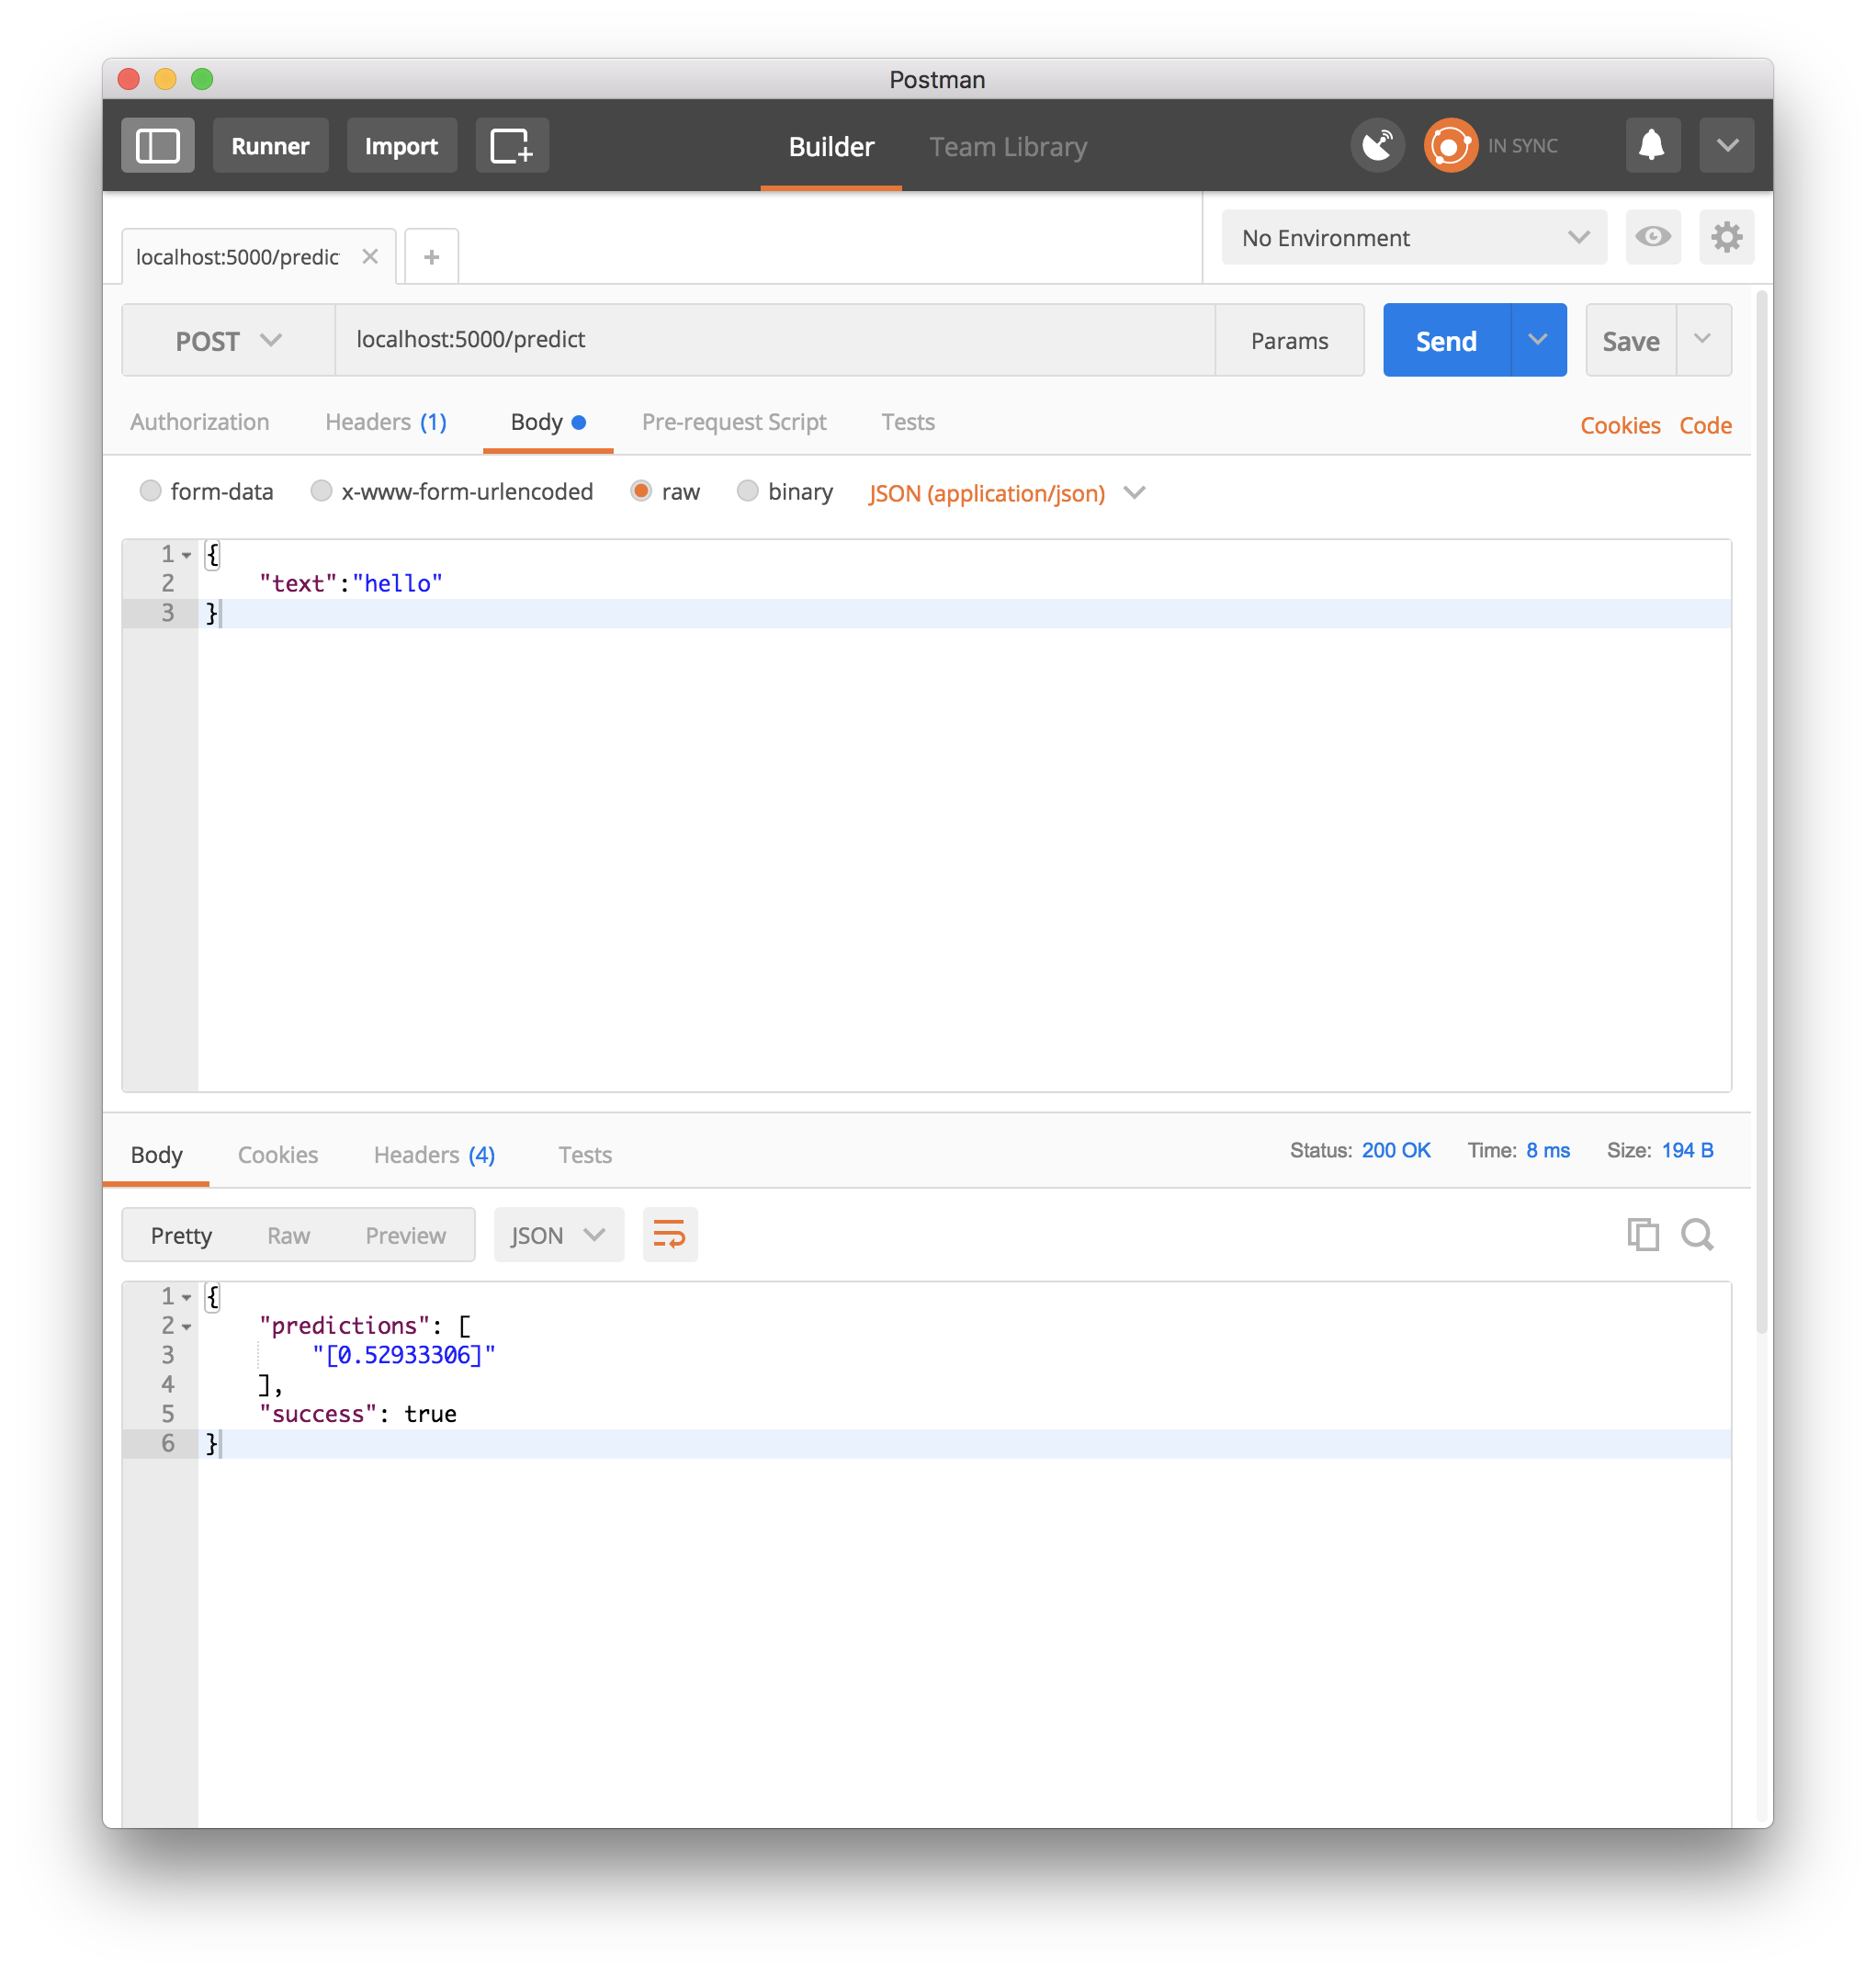 Postman
Runner Import Builder Team Library IN SYNC
localhost:5000/predic No Environment
POST localhost:5000/predict Params Send Save
Authorization Headers (1) Body Pre-request Script Tests Cookies Code
form-data x-www-form-urlencoded raw binary JSON (application/json)
1 {
2 "text":"hello"
3 }
Body Cookies Headers (4) Tests Status: 200 OK Time: 8 ms Size: 194 B
Pretty Raw Preview JSON
1 {
2 "predictions": [
3 "[0.52933306]"
4 ],
5 "success": true
6 }